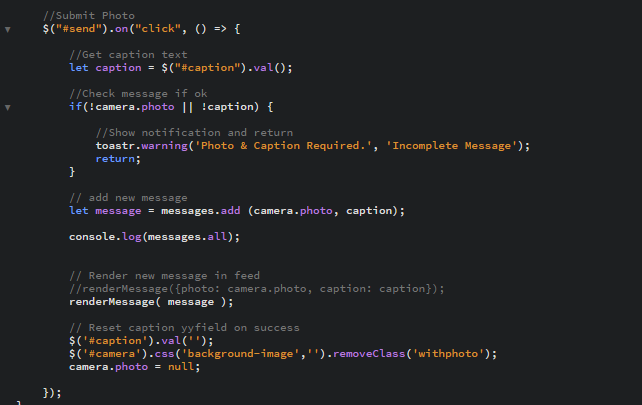 //Submit Photo
$("#send").on("click", () => {
//Get caption text
let caption = $("#caption").val();
//Check message if ok
if(!camera.photo || !caption) {
//Show notification and return
toastr.warning('Photo & Caption Required.', 'Incomplete Message');
return;
}
// add new message
let message = messages.add (camera.photo, caption);
console.log(messages.all);
// Render new message in feed
//renderMessage({photo: camera.photo, caption: caption});
renderMessage( message );
// Reset caption yyfield on success
$('#caption').val('');
$('#camera').css('background-image','').removeClass('withphoto');
camera.photo = null;
});
}